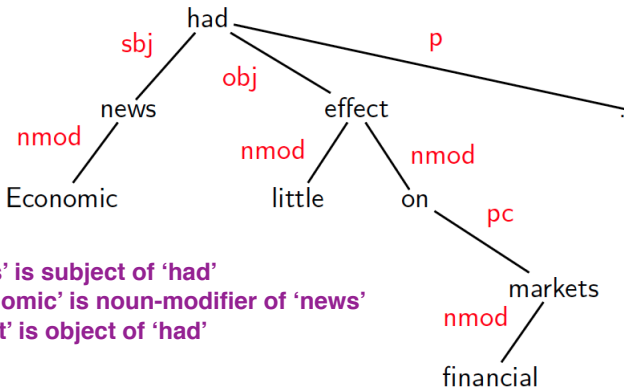 had
sbj
obj
p
news
effect
.
nmod
nmod
nmod
Economic
little
on
pc
s’ is subject of ‘had’
nomic’ is noun-modifier of ‘news’
t’ is object of ‘had’
markets
nmod
financial